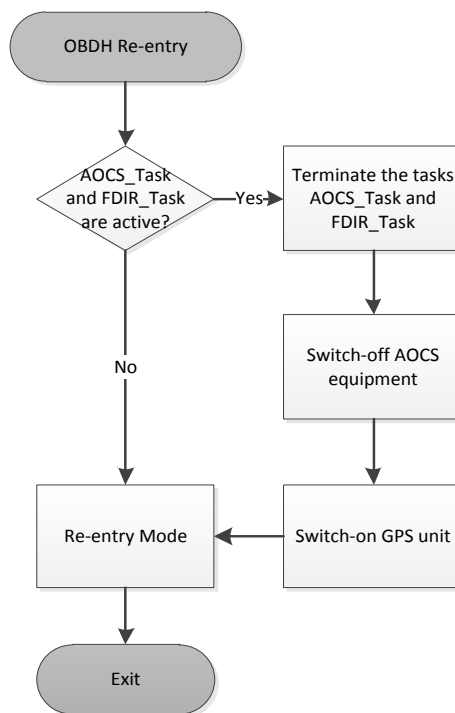 OBDH Re-entry
AOCS_Task
and FDIR_Task
are active?
Yes
Terminate the tasks
AOCS_Task and
FDIR_Task
Switch-off AOCS
equipment
No
Re-entry Mode
Switch-on GPS unit
Exit